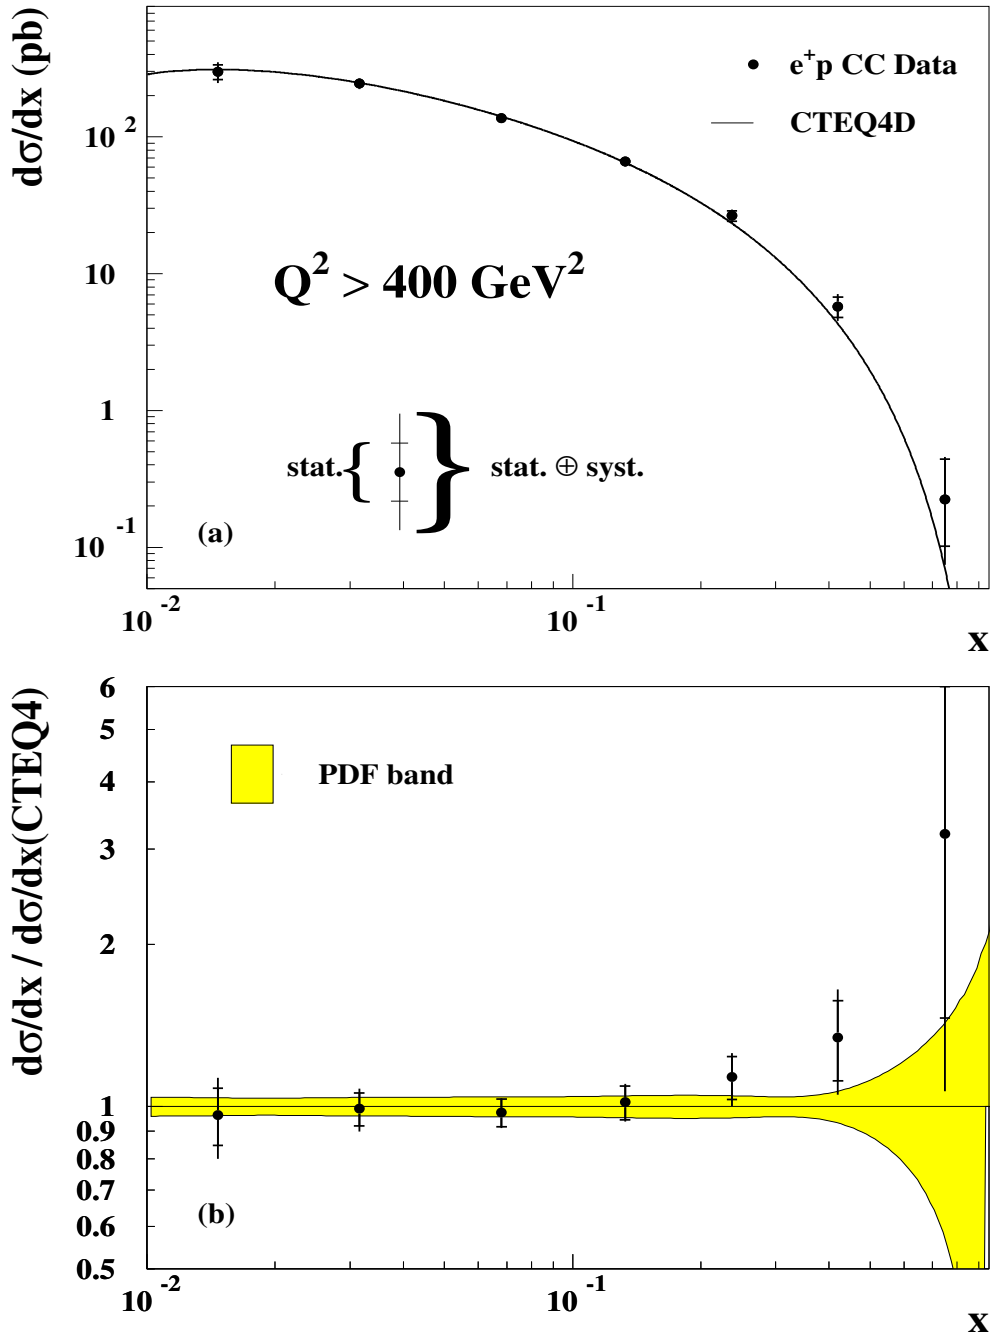 dσ/dx (pb)
e⁺p CC Data
CTEQ4D
10²
10
1
10⁻¹
Q² > 400 GeV²
stat.{ } stat. ⊕ syst.
(a)
10⁻² 10⁻¹
x
dσ/dx / dσ/dx(CTEQ4)
6
5
4
3
2
1
0.9
0.8
0.7
0.6
0.5
PDF band
(b)
10⁻² 10⁻¹
x